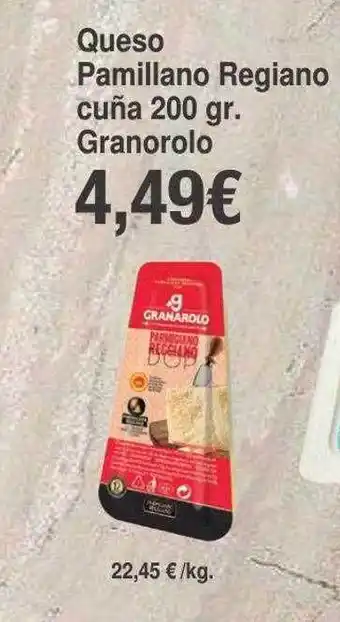 Queso
Pamillano Regiano
cuña 200 gr.
Granorolo
4,49€
g
GRANAROLO
PARMIGIANO
REGGIANO
DOP
22,45 €/kg.